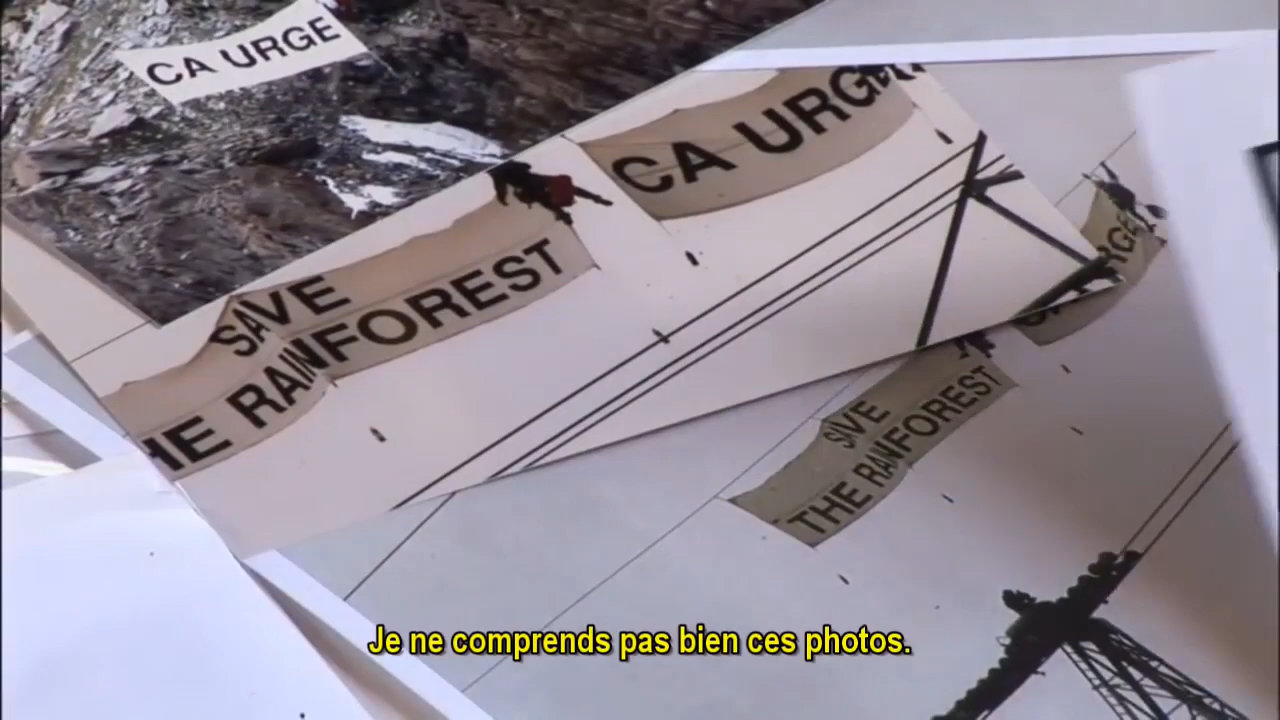 CA URGE
CA URGE
SAVE
THE RAINFOREST
SAVE
THE RAINFOREST
Je ne comprends pas bien ces photos.